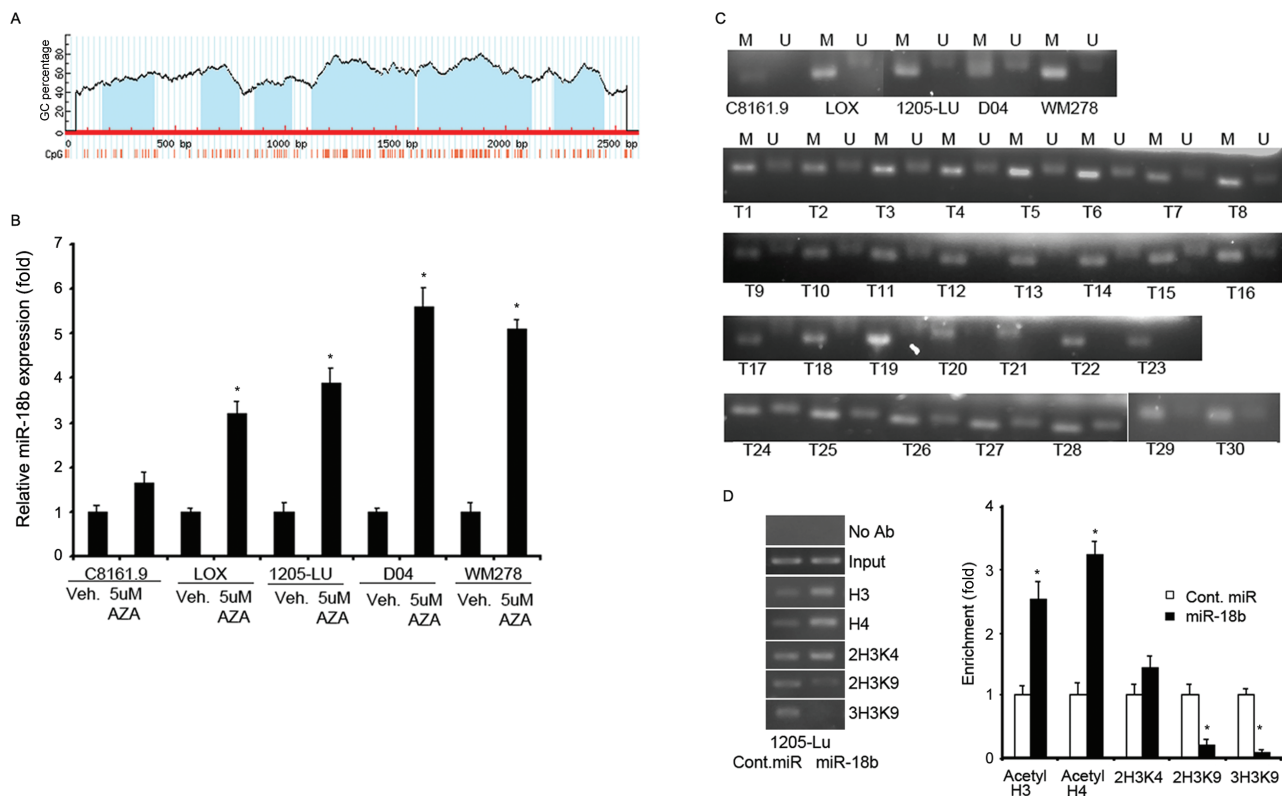 A
GC percentage
0 20 40 60 80
0 500 bp 1000 bp 1500 bp 2000 bp 2500 bp
CpG
B
Relative miR-18b expression (fold)
7
6
5
4
3
2
1
0
* * * *
C8161.9 LOX 1205-LU D04 WM278
Veh. 5uM AZA Veh. 5uM AZA Veh. 5uM AZA Veh. 5uM AZA Veh. 5uM AZA
C
M U M U M U M U M U
C8161.9 LOX 1205-LU D04 WM278
M U M U M U M U M U M U M U M U
T1 T2 T3 T4 T5 T6 T7 T8
T9 T10 T11 T12 T13 T14 T15 T16
T17 T18 T19 T20 T21 T22 T23
T24 T25 T26 T27 T28 T29 T30
D
No Ab
Input
H3
H4
2H3K4
2H3K9
3H3K9
1205-Lu
Cont.miR miR-18b
Enrichment (fold)
4
3
2
1
0
* * * *
Cont. miR
miR-18b
Acetyl H3 Acetyl H4 2H3K4 2H3K9 3H3K9